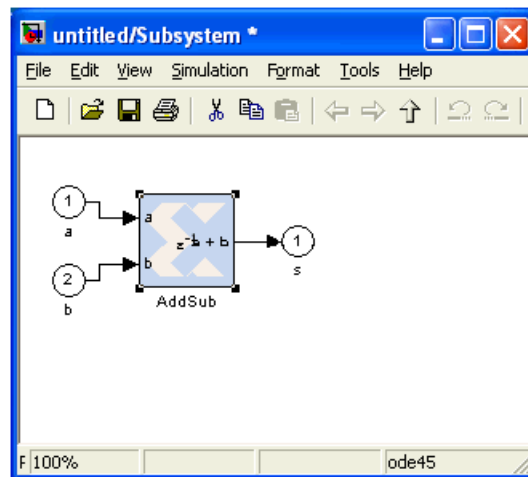 untitled/Subsystem *
File Edit View Simulation Format Tools Help
1
a
a
1
s
2
b
b
AddSub
F 100% ode45